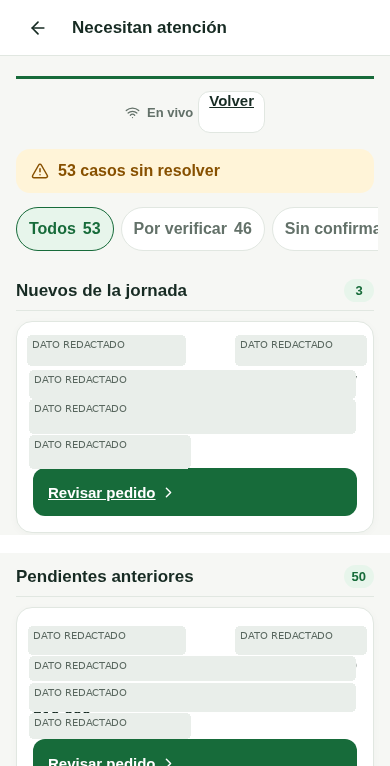 Necesitan atención
En vivo
Volver
53 casos sin resolver
Todos 53
Por verificar 46
Sin confirma
Nuevos de la jornada
3
DATO REDACTADO
DATO REDACTADO
DATO REDACTADO
DATO REDACTADO
DATO REDACTADO
Revisar pedido
Pendientes anteriores
50
DATO REDACTADO
DATO REDACTADO
DATO REDACTADO
DATO REDACTADO
DATO REDACTADO
Revisar pedido